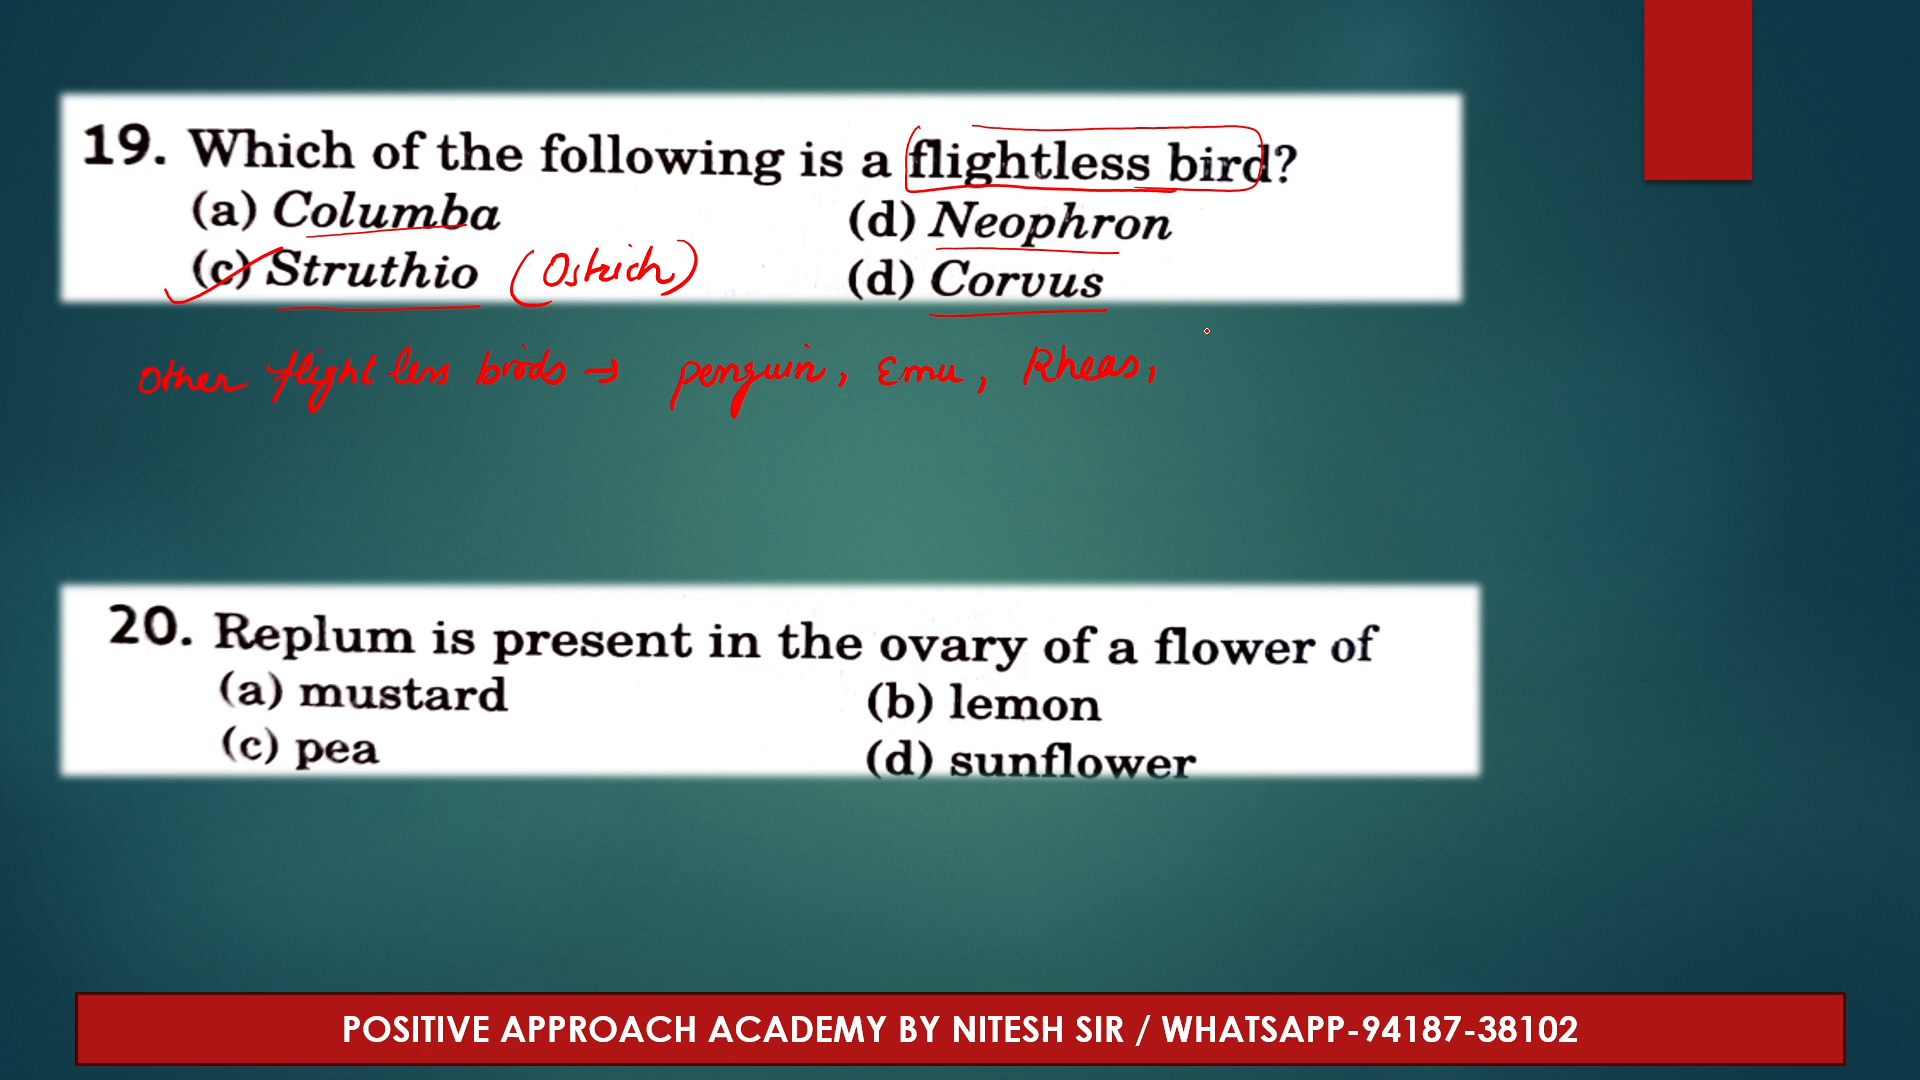 19. Which of the following is a flightless bird?
(a) Columba (d) Neophron
(c) Struthio (Ostrich) (d) Corvus
Other flightless birds → penguin, Emu, Rheas,
20. Replum is present in the ovary of a flower of
(a) mustard (b) lemon
(c) pea (d) sunflower
POSITIVE APPROACH ACADEMY BY NITESH SIR / WHATSAPP-94187-38102